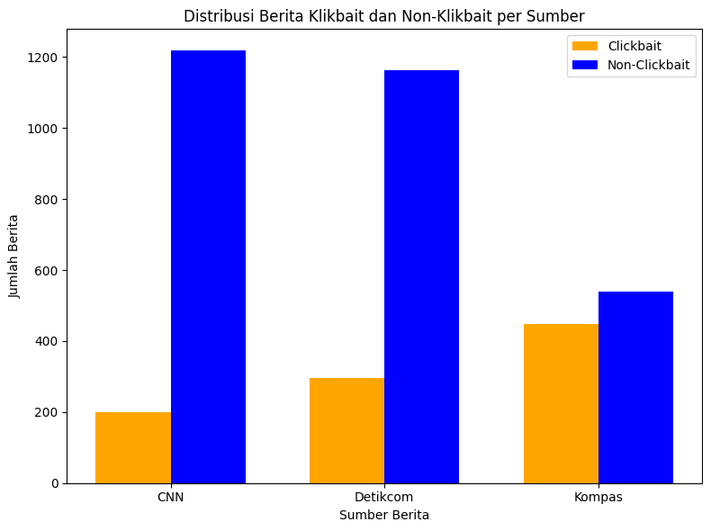 Distribusi Berita Klikbait dan Non-Klikbait per Sumber
Clickbait
Non-Clickbait
Jumlah Berita
1200
1000
800
600
400
200
0
CNN
Detikcom
Kompas
Sumber Berita